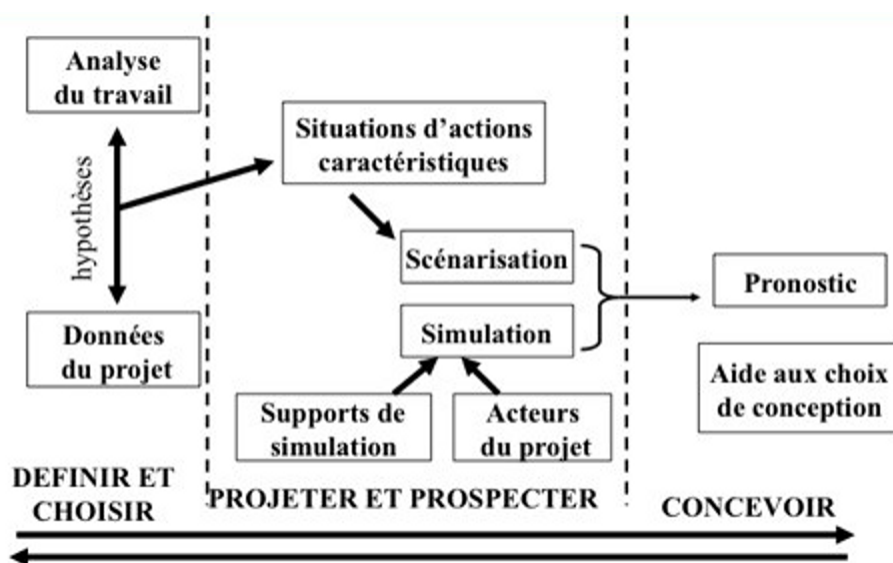 Analyse
du travail
hypothèses
Données
du projet
Situations d’actions
caractéristiques
Scénarisation
Simulation
Supports de
simulation
Acteurs
du projet
Pronostic
Aide aux choix
de conception
DEFINIR ET
CHOISIR
PROJETER ET PROSPECTER
CONCEVOIR